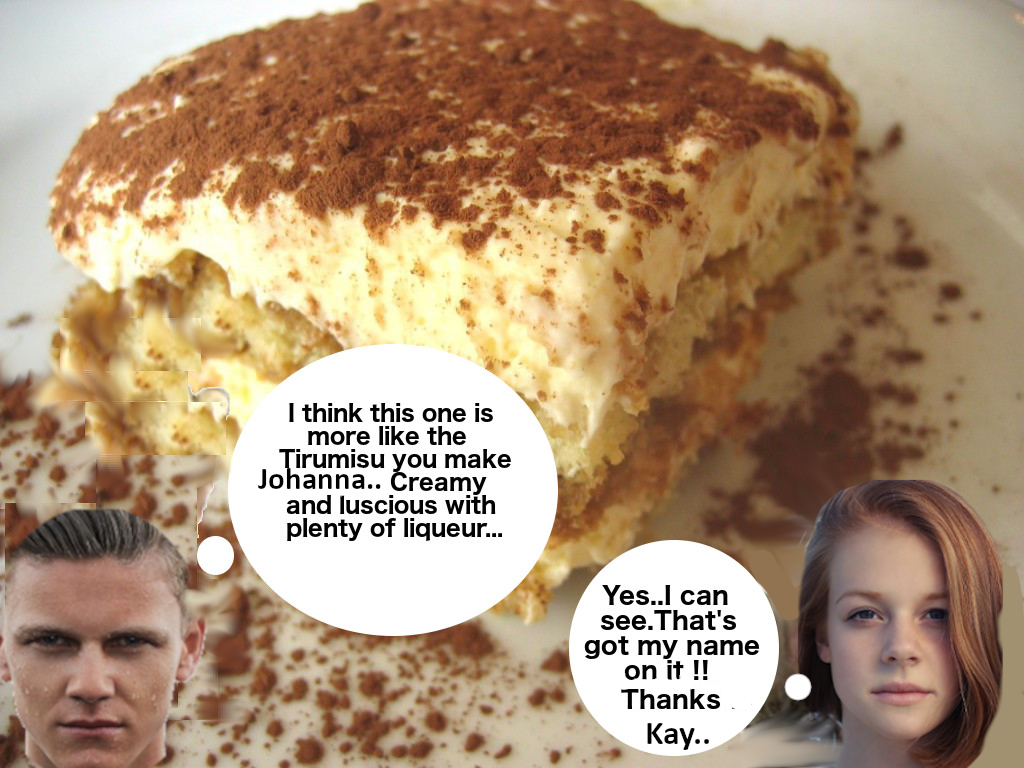 I think this one is
more like the
Tirumisu you make
Johanna.. Creamy
and luscious with
plenty of liqueur...
Yes..I can
see.That's
got my name
on it !!
Thanks
Kay..